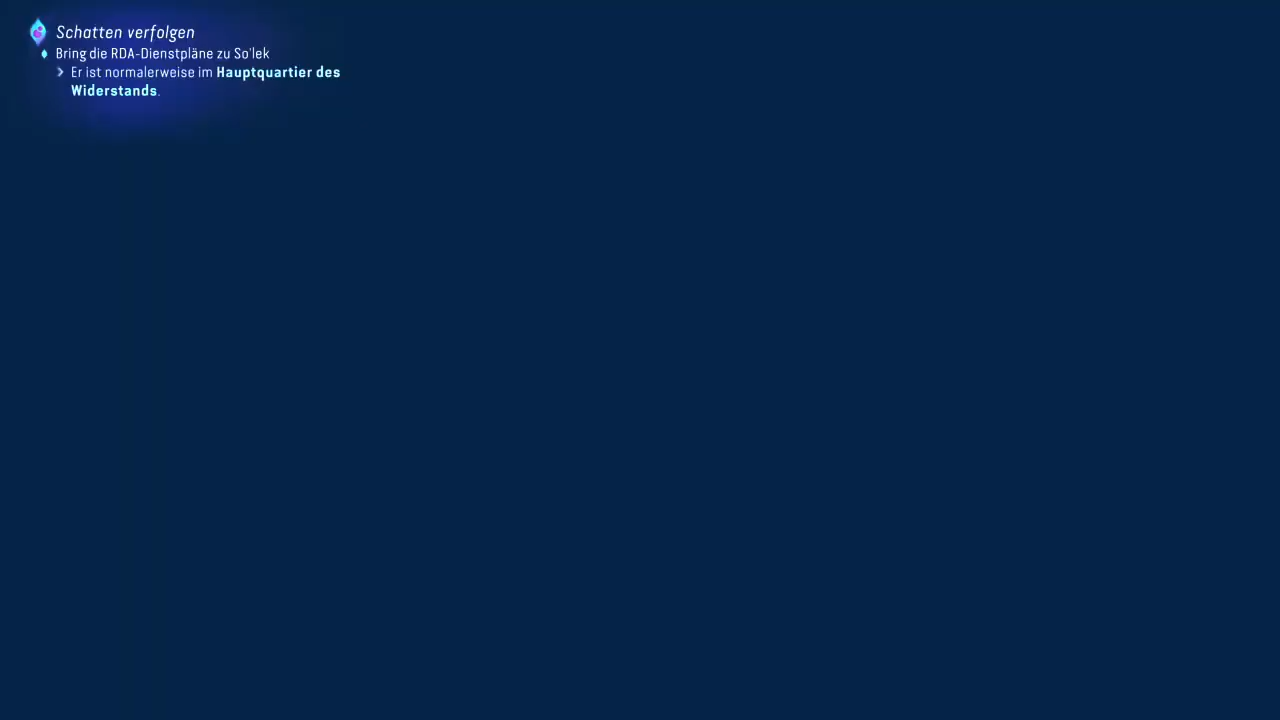 Schatten verfolgen
Bring die RDA-Dienstpläne zu So'lek
Er ist normalerweise im Hauptquartier des
Widerstands.